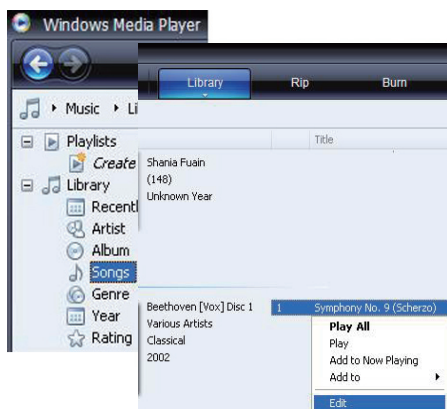 Windows Media Player
Music Li
Playlists
Create
Library
Recentl
Artist
Album
Songs
Genre
Year
Rating
Library Rip Burn
Title
Shania Fuain
(148)
Unknown Year
Beethoven [Vox] Disc 1 1 Symphony No. 9 (Scherzo)
Various Artists
Classical
2002
Play All
Play
Add to Now Playing
Add to
Edit